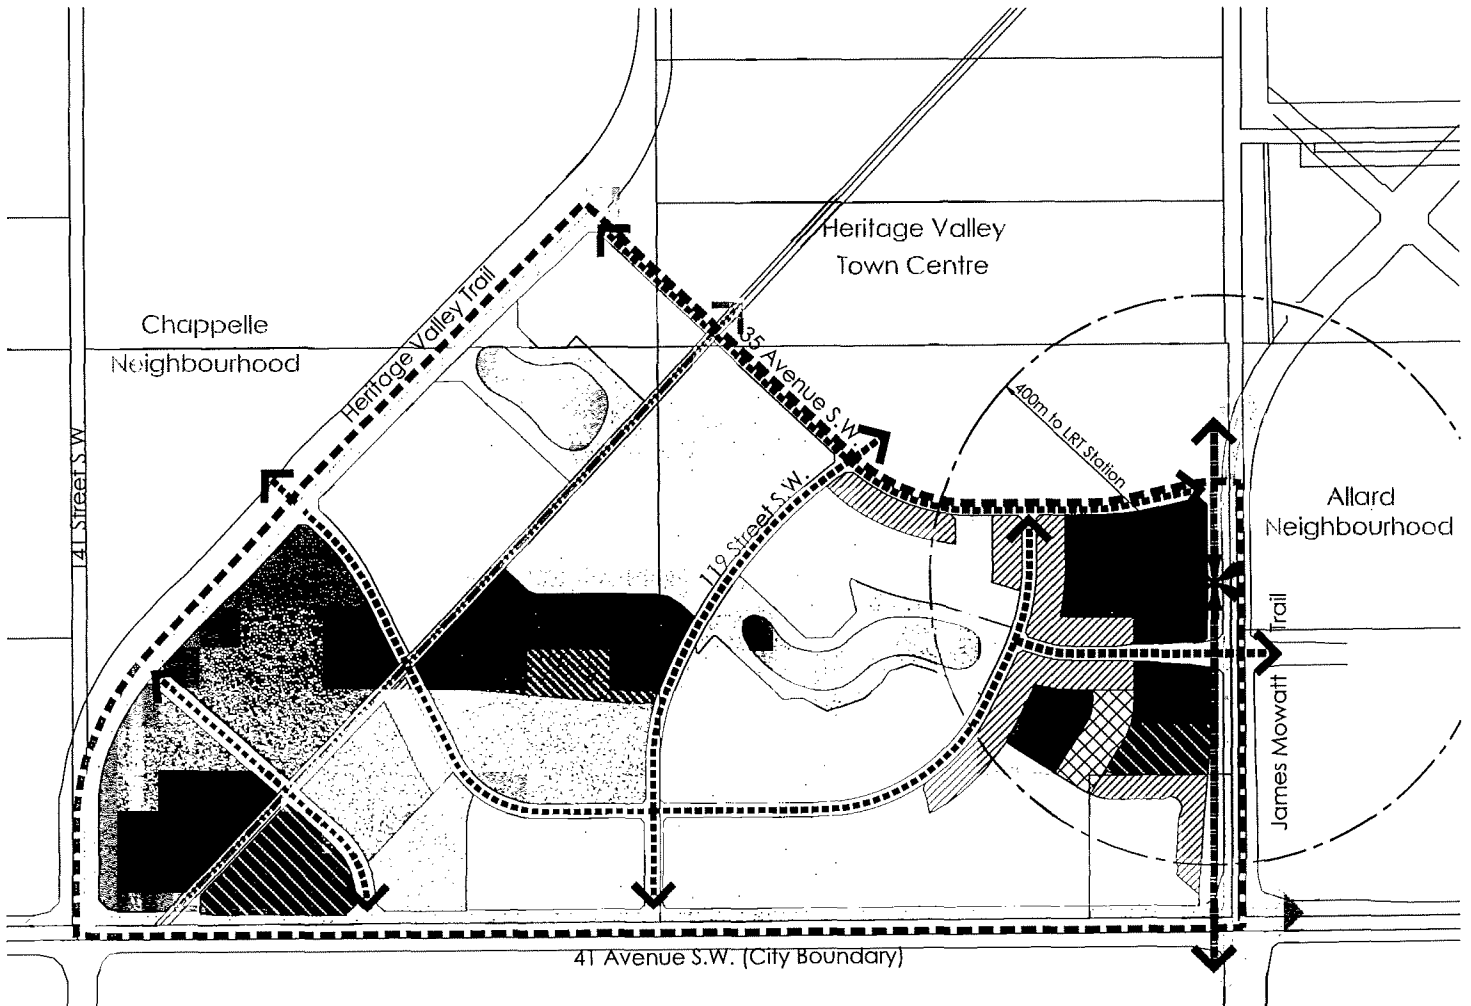 Heritage Valley
Town Centre
Chappelle
Neighbourhood
Heritage Valley Trail
35 Avenue S.W.
400m to LRT Station
141 Street S.W.
119 Street S.W.
Allard
Neighbourhood
James Mowatt Trail
41 Avenue S.W. (City Boundary)